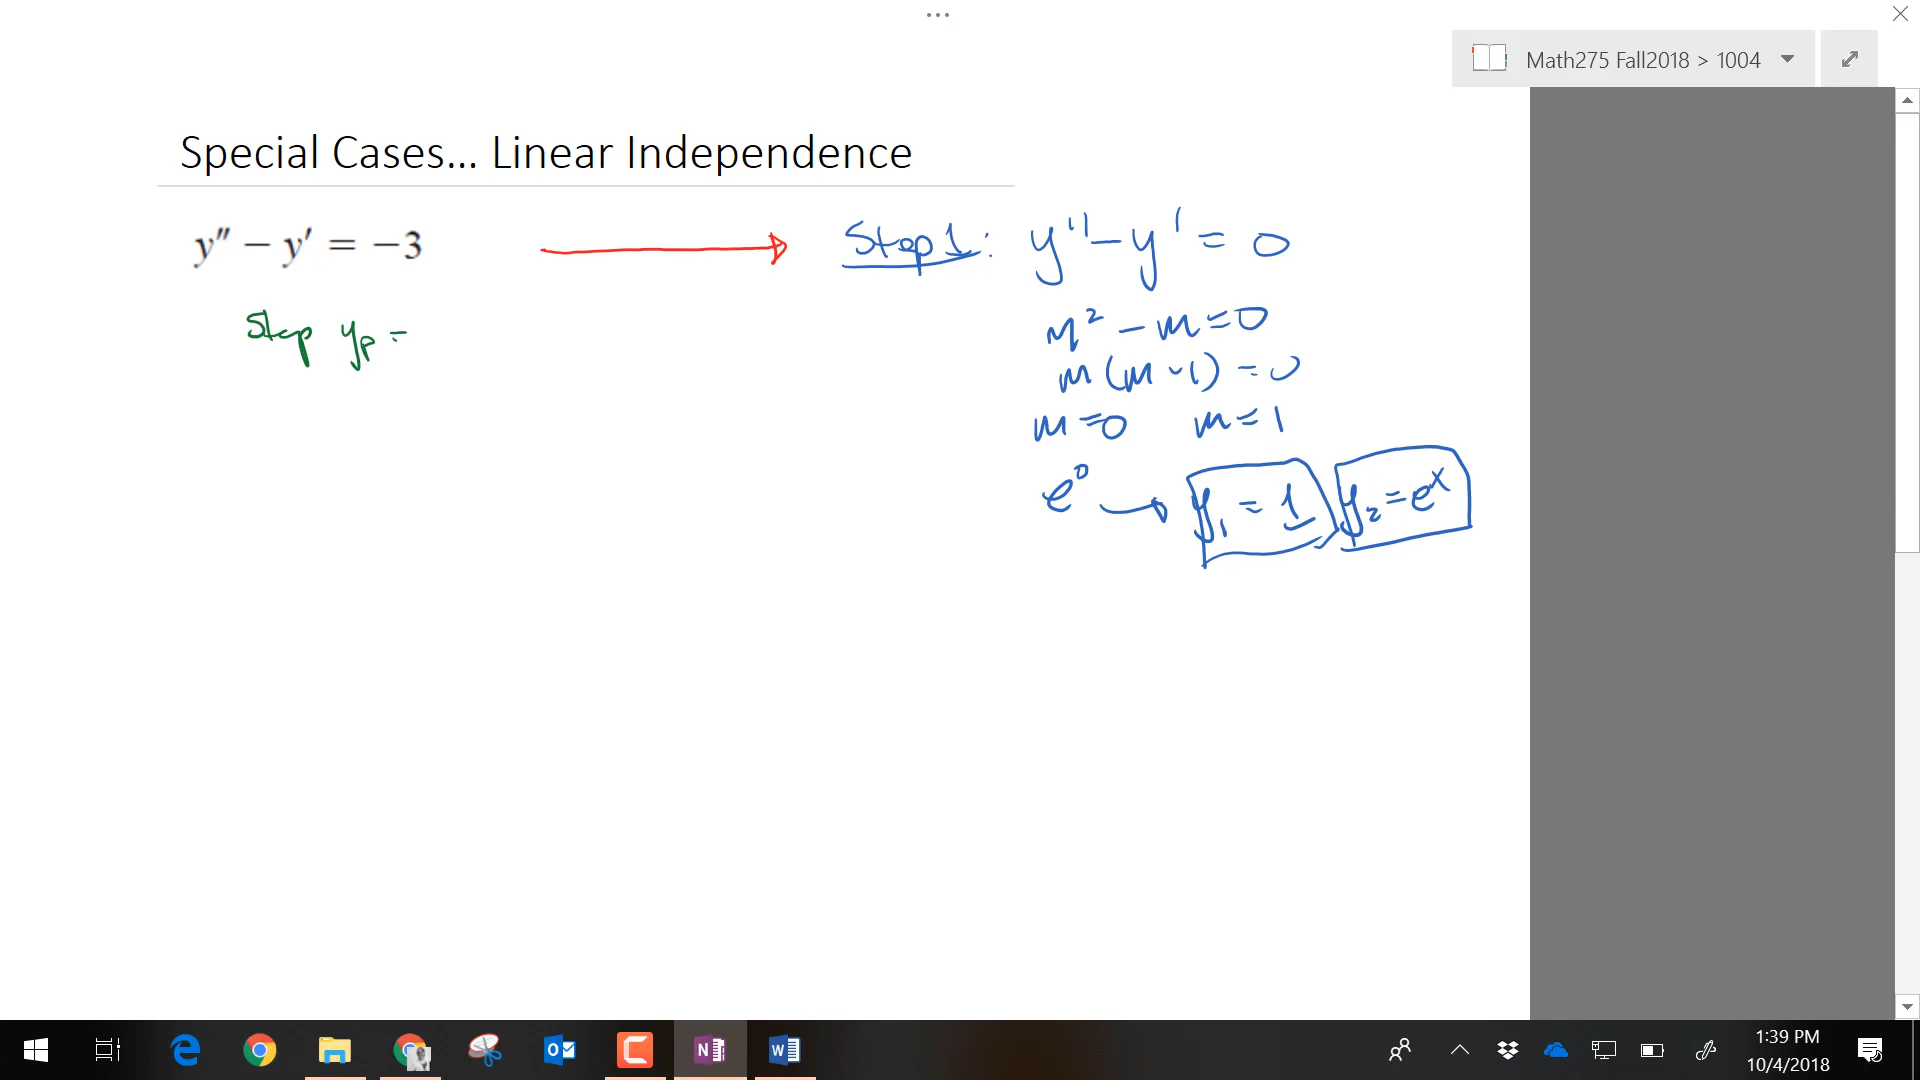 Math275 Fall2018 > 1004
Special Cases... Linear Independence
y″ − y′ = −3
Step 1: y'' − y' = 0
Step yp =
m² − m = 0
m(m−1) = 0
m = 0 m = 1
e⁰ → y₁ = 1, y₂ = eˣ
1:39 PM
10/4/2018